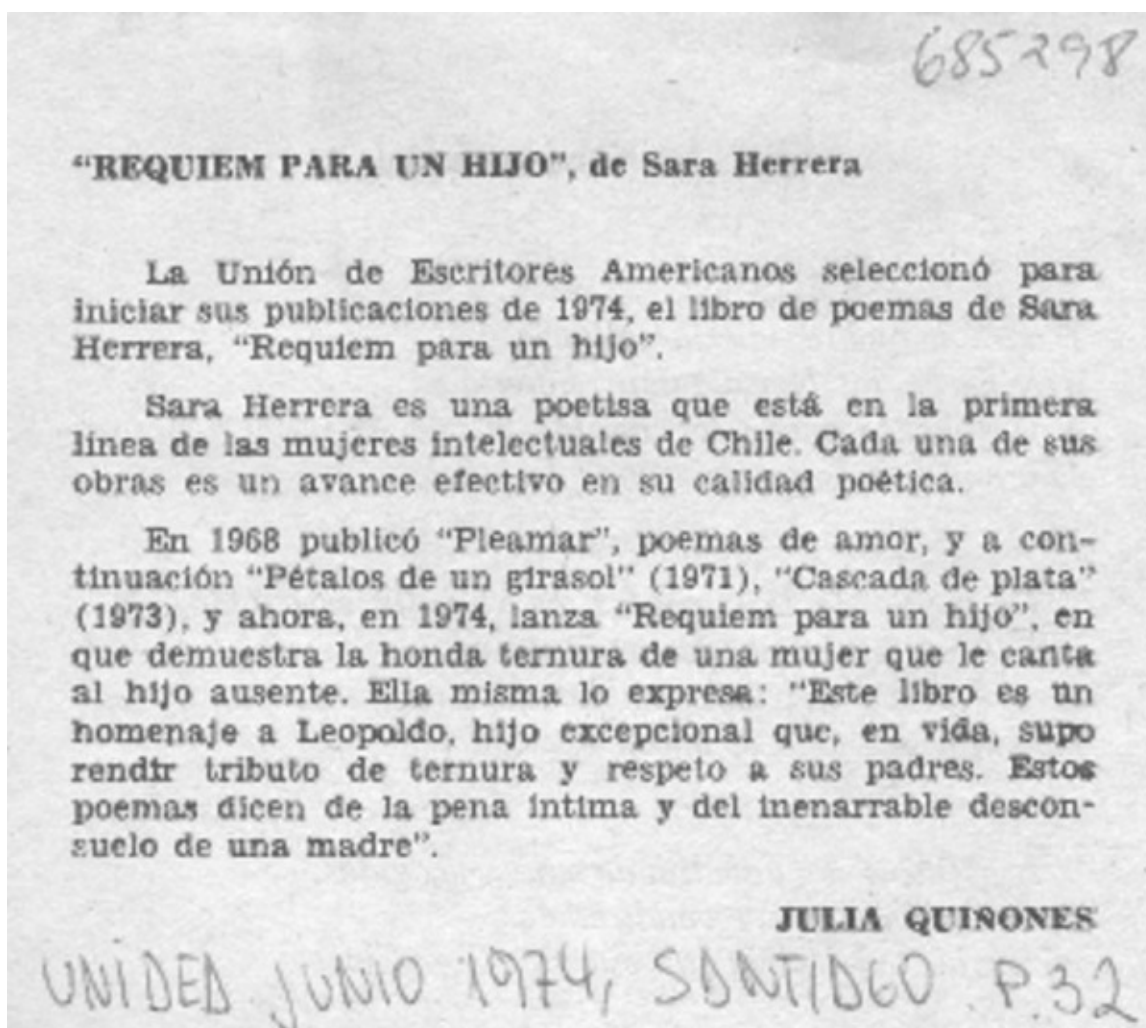 685298
"REQUIEM PARA UN HIJO", de Sara Herrera
La Unión de Escritores Americanos seleccionó para
iniciar sus publicaciones de 1974, el libro de poemas de Sara
Herrera, "Requiem para un hijo".
Sara Herrera es una poetisa que está en la primera
línea de las mujeres intelectuales de Chile. Cada una de sus
obras es un avance efectivo en su calidad poética.
En 1968 publicó "Pleamar", poemas de amor, y a con-
tinuación "Pétalos de un girasol" (1971), "Cascada de plata"
(1973), y ahora, en 1974, lanza "Requiem para un hijo", en
que demuestra la honda ternura de una mujer que le canta
al hijo ausente. Ella misma lo expresa: "Este libro es un
homenaje a Leopoldo, hijo excepcional que, en vida, supo
rendir tributo de ternura y respeto a sus padres. Estos
poemas dicen de la pena íntima y del inenarrable descon-
suelo de una madre".
JULIA QUIÑONES
UNIDEA JUNIO 1974, SANTIAGO P.32